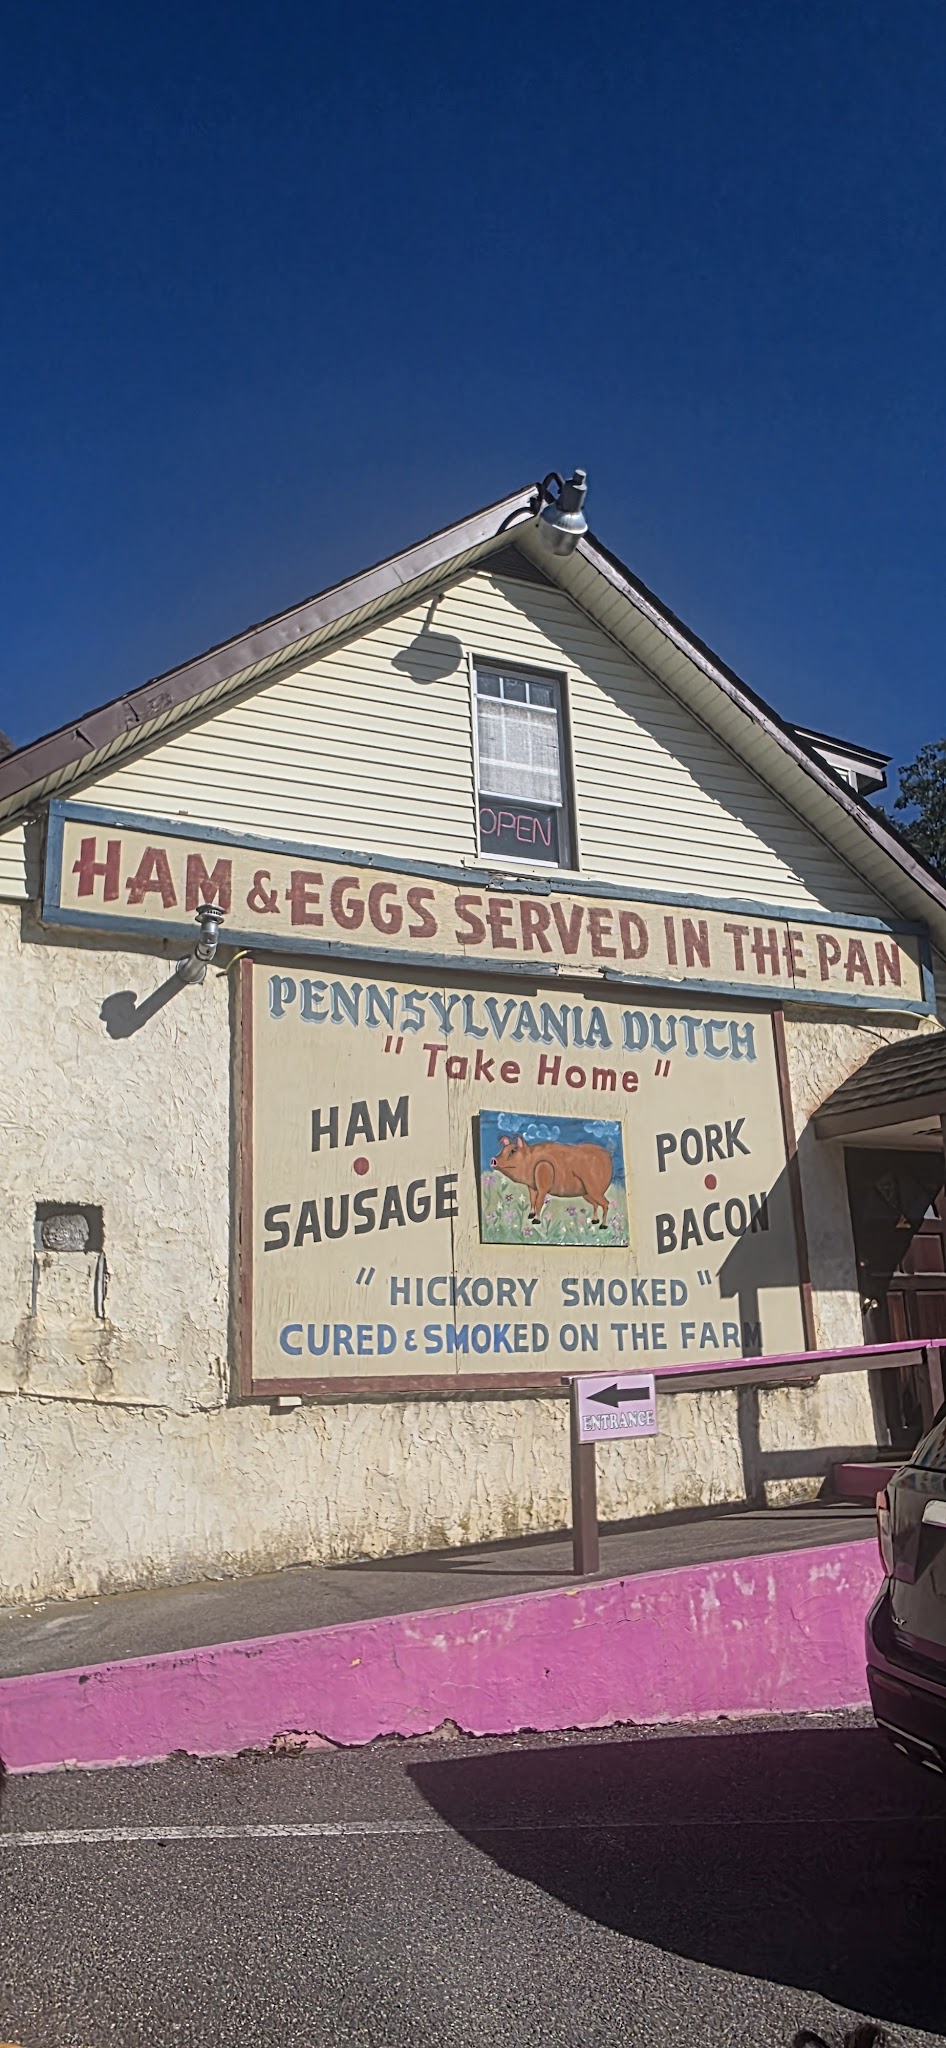 OPEN
HAM & EGGS SERVED IN THE PAN
PENNSYLVANIA DUTCH
" Take Home "
HAM
•
SAUSAGE
PORK
•
BACON
" HICKORY SMOKED "
CURED & SMOKED ON THE FARM
ENTRANCE